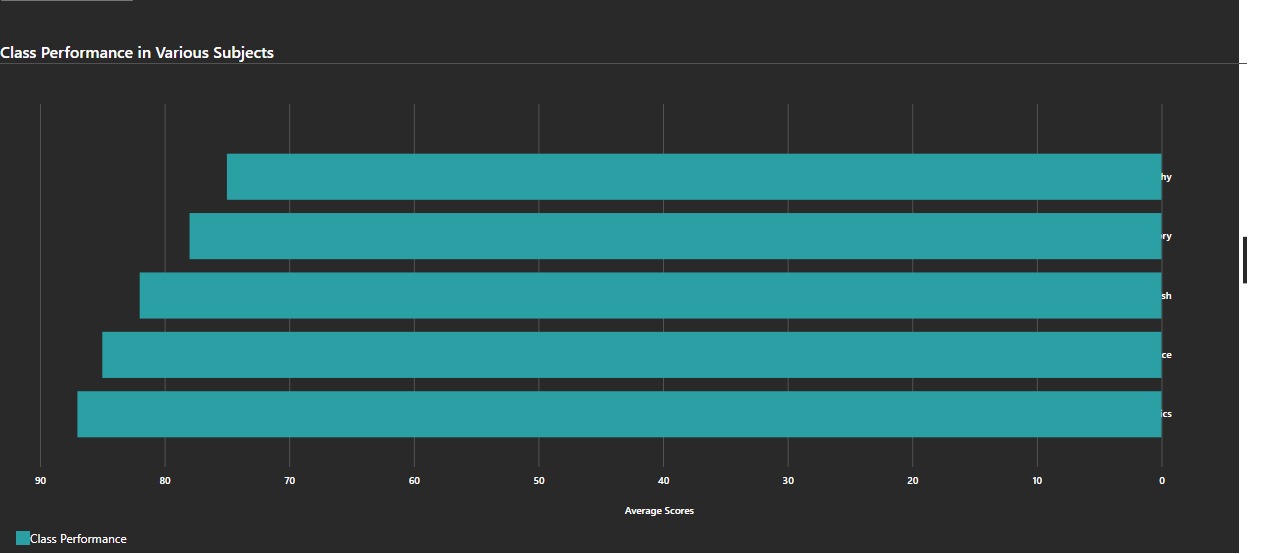 Class Performance in Various Subjects
hy
ry
sh
ce
ics
90 80 70 60 50 40 30 20 10 0
Average Scores
Class Performance